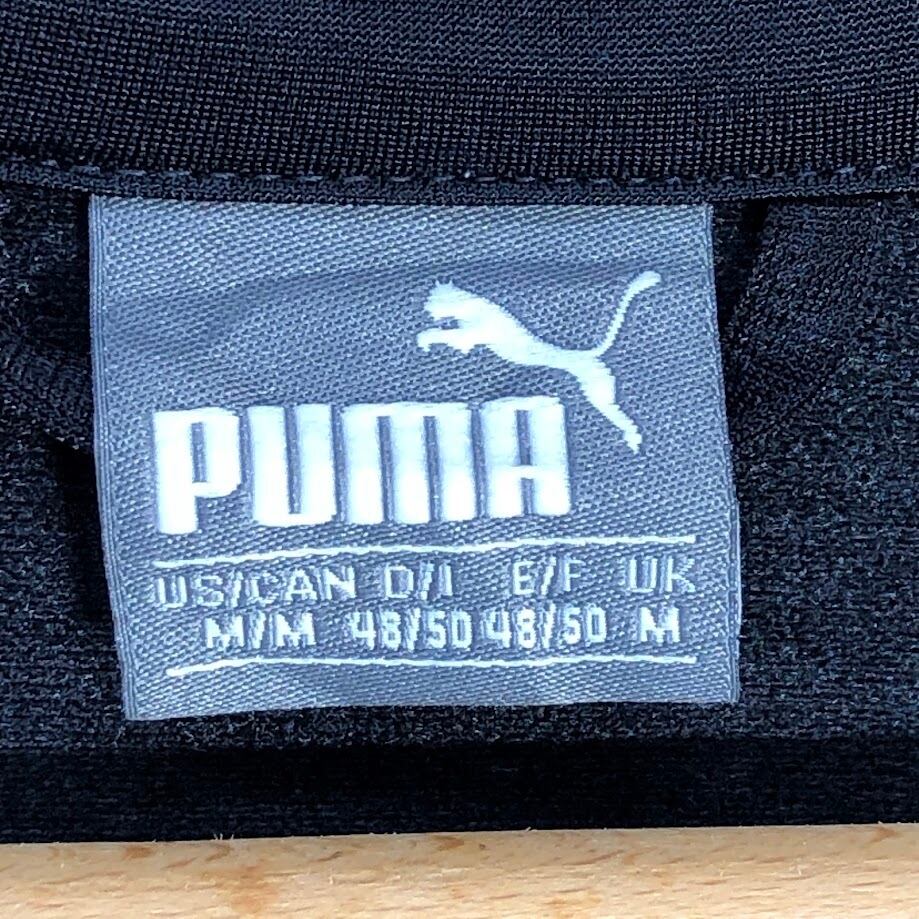 PUMA
US/CAN D/I E/F UK
M/M 48/50 48/50 M